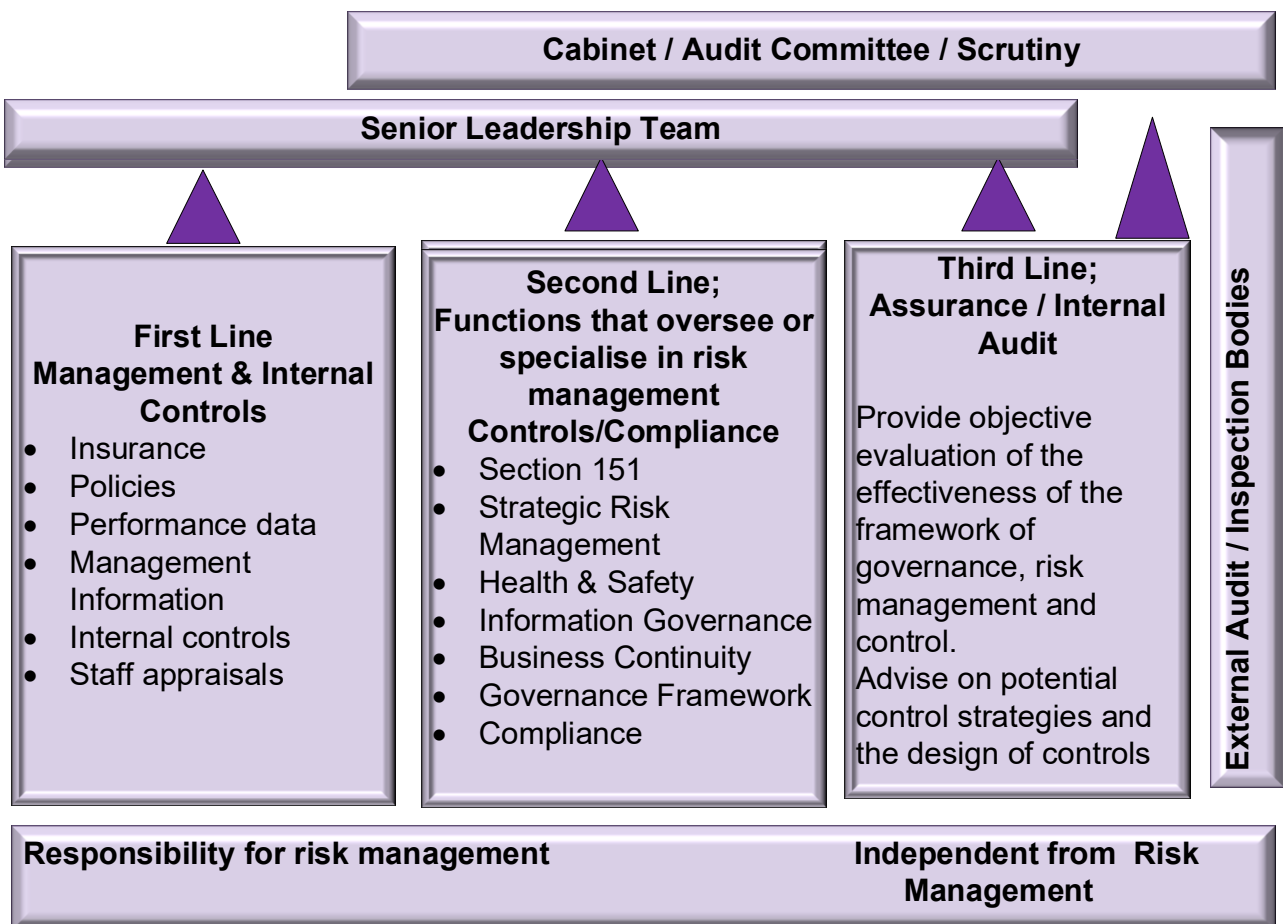 Cabinet / Audit Committee / Scrutiny
Senior Leadership Team
First Line
Management & Internal
Controls
• Insurance
• Policies
• Performance data
• Management
Information
• Internal controls
• Staff appraisals
Second Line;
Functions that oversee or
specialise in risk
management
Controls/Compliance
• Section 151
• Strategic Risk
Management
• Health & Safety
• Information Governance
• Business Continuity
• Governance Framework
• Compliance
Third Line;
Assurance / Internal
Audit
Provide objective
evaluation of the
effectiveness of the
framework of
governance, risk
management and
control.
Advise on potential
control strategies and
the design of controls
External Audit / Inspection Bodies
Responsibility for risk management
Independent from Risk
Management